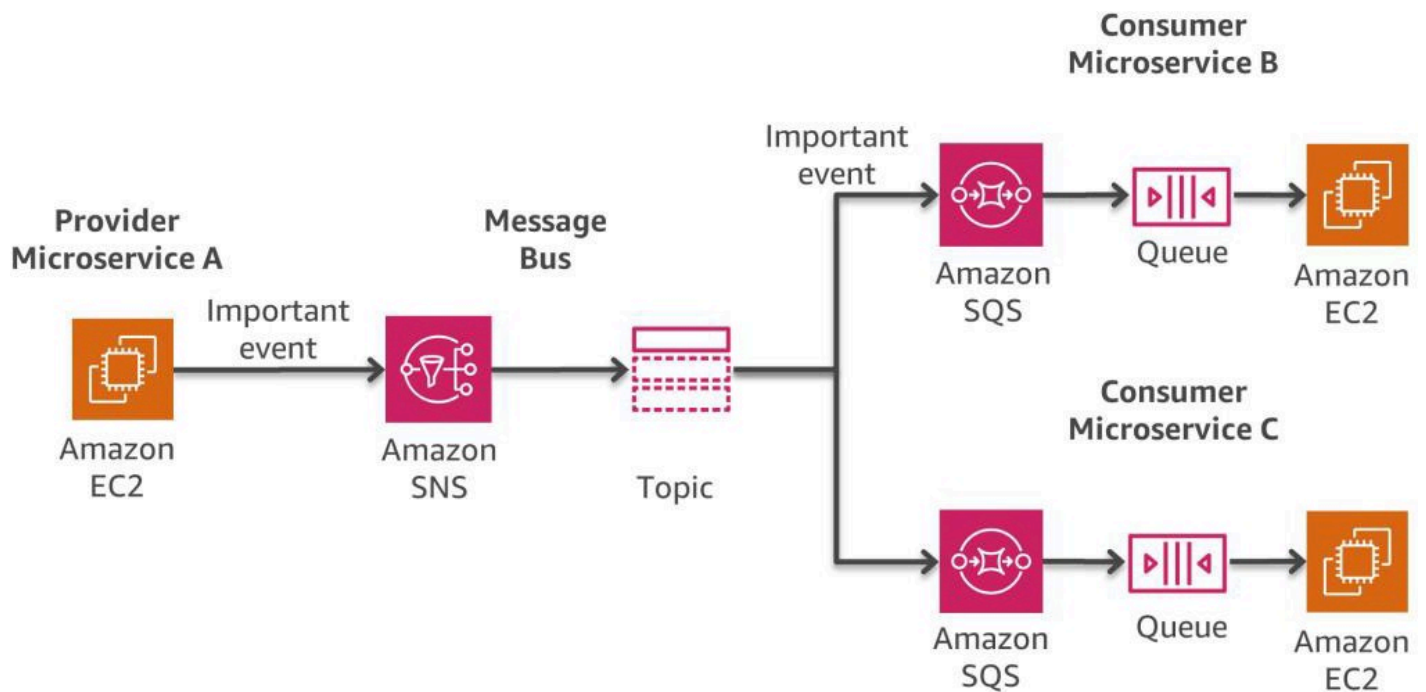 Provider
Microservice A
Amazon
EC2
Important
event
Message
Bus
Amazon
SNS
Topic
Important
event
Consumer
Microservice B
Amazon
SQS
Queue
Amazon
EC2
Consumer
Microservice C
Amazon
SQS
Queue
Amazon
EC2